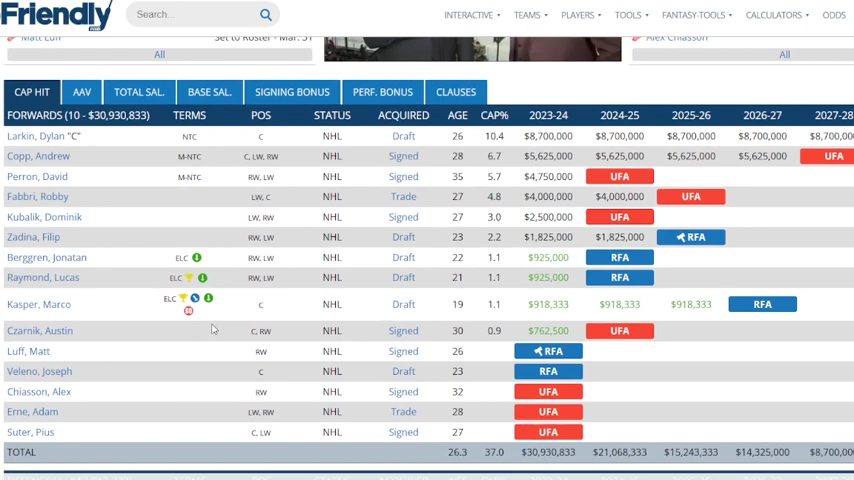 Friendly
Search...
INTERACTIVE TEAMS PLAYERS TOOLS FANTASY-TOOLS CALCULATORS ODDS
Matt Luff Set to Roster - Mar. 31 Alex Chiasson
All All
CAP HIT AAV TOTAL SAL. BASE SAL. SIGNING BONUS PERF. BONUS CLAUSES
FORWARDS (10 - $30,930,833) TERMS POS STATUS ACQUIRED AGE CAP% 2023-24 2024-25 2025-26 2026-27 2027-28
Larkin, Dylan "C" NTC C NHL Draft 26 10.4 $8,700,000 $8,700,000 $8,700,000 $8,700,000 $8,700,00
Copp, Andrew M-NTC C, LW, RW NHL Signed 28 6.7 $5,625,000 $5,625,000 $5,625,000 $5,625,000 UFA
Perron, David M-NTC RW, LW NHL Signed 35 5.7 $4,750,000 UFA
Fabbri, Robby LW, C NHL Trade 27 4.8 $4,000,000 $4,000,000 UFA
Kubalik, Dominik LW, RW NHL Signed 27 3.0 $2,500,000 UFA
Zadina, Filip RW, LW NHL Draft 23 2.2 $1,825,000 $1,825,000 RFA
Berggren, Jonatan ELC RW, LW NHL Draft 22 1.1 $925,000 RFA
Raymond, Lucas ELC RW, LW NHL Draft 21 1.1 $925,000 RFA
Kasper, Marco ELC C NHL Draft 19 1.1 $918,333 $918,333 $918,333 RFA
Czarnik, Austin C, RW NHL Signed 30 0.9 $762,500 UFA
Luff, Matt RW NHL Signed 26 RFA
Veleno, Joseph C NHL Draft 23 RFA
Chiasson, Alex RW NHL Signed 32 UFA
Erne, Adam LW, RW NHL Trade 28 UFA
Suter, Pius C, LW NHL Signed 27 UFA
TOTAL 26.3 37.0 $30,930,833 $21,068,333 $15,243,333 $14,325,000 $8,700,00